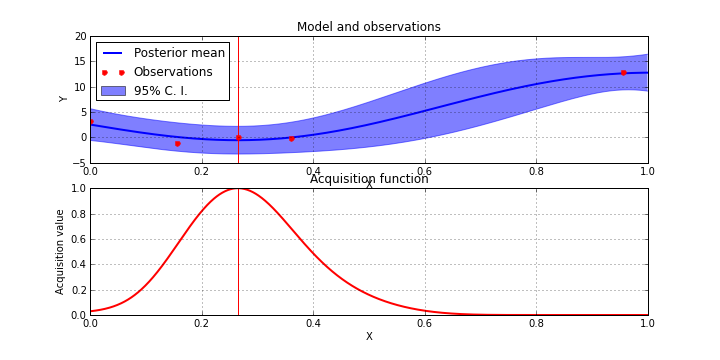 Model and observations
20
15
10
5
0
−5
Y
Posterior mean
Observations
95% C. I.
0.0 0.2 0.4 0.6 0.8 1.0
X
Acquisition function
1.0
0.8
0.6
0.4
0.2
0.0
Acquisition value
0.0 0.2 0.4 0.6 0.8 1.0
X